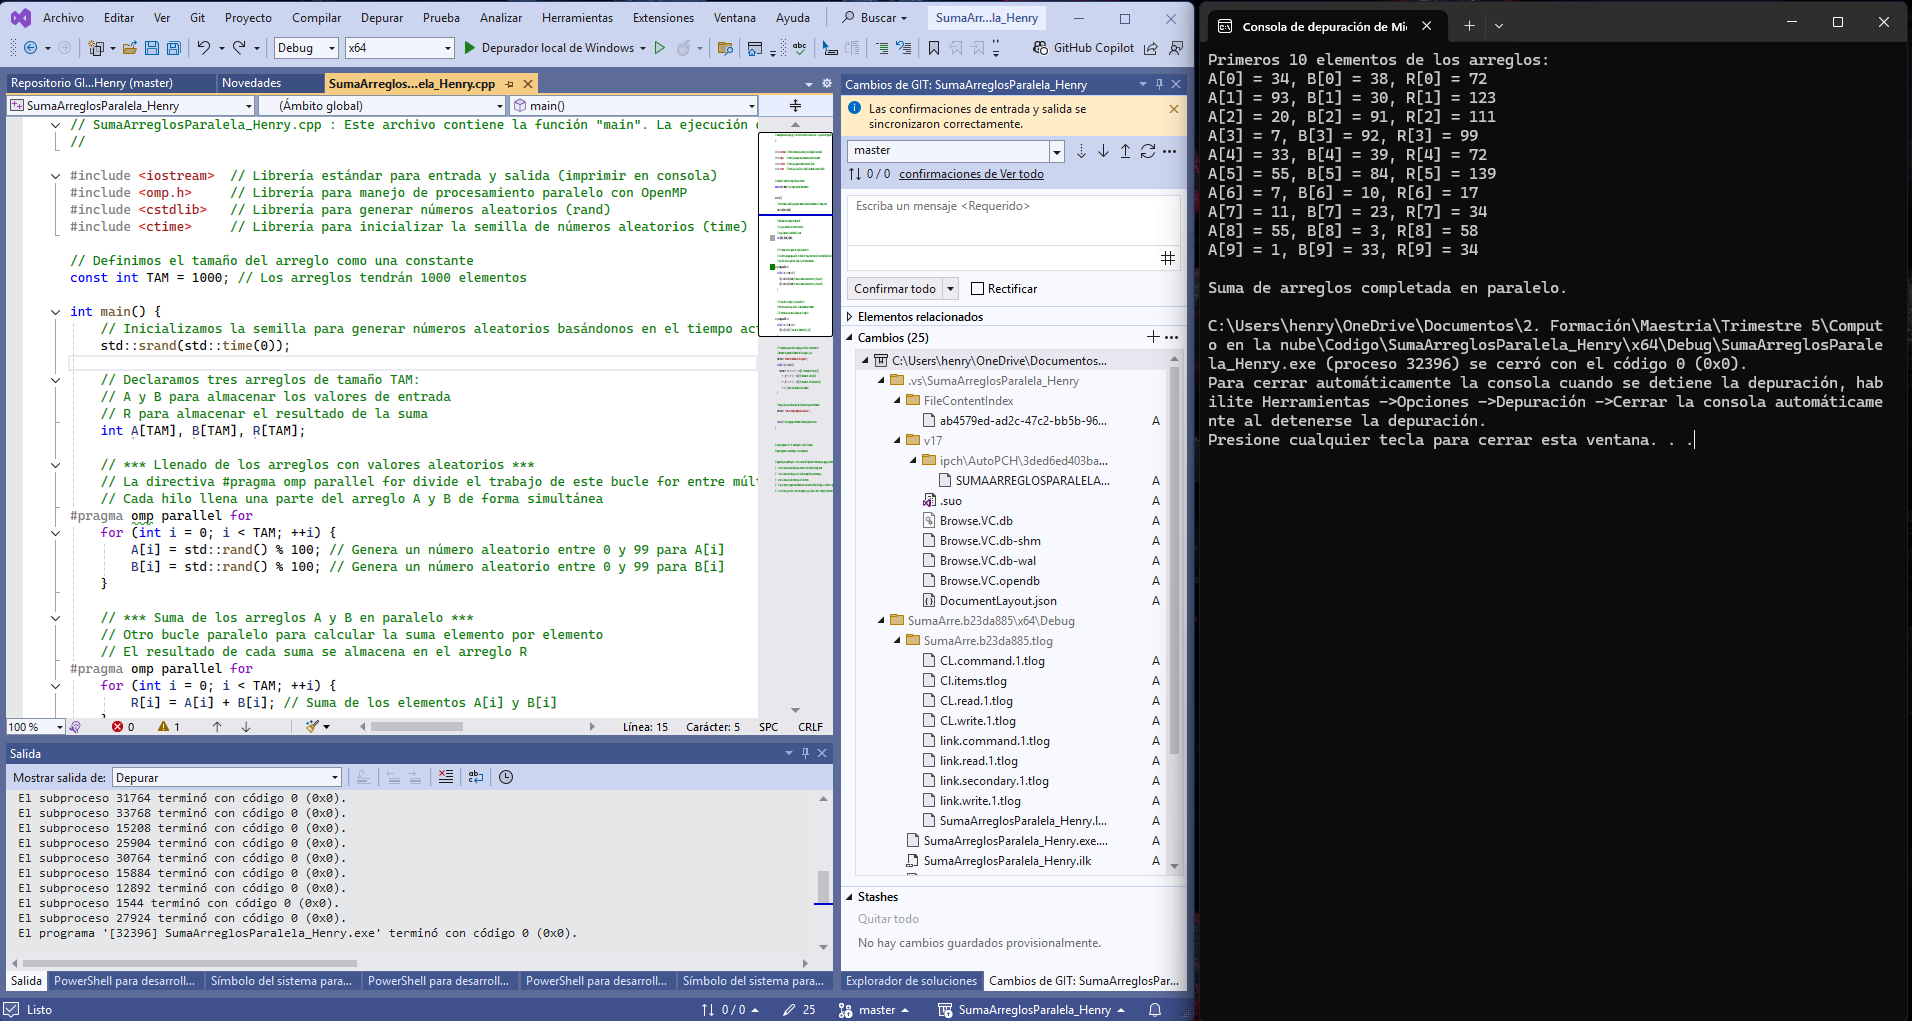 Archivo Editar Ver Git Proyecto Compilar Depurar Prueba Analizar Herramientas Extensiones Ventana Ayuda Buscar SumaArr...la_Henry
Debug x64 Depurador local de Windows GitHub Copilot
Repositorio GI...Henry (master) Novedades SumaArreglos...ela_Henry.cpp
SumaArreglosParalela_Henry (Ámbito global) main()
// SumaArreglosParalela_Henry.cpp : Este archivo contiene la función "main". La ejecución
//
#include <iostream> // Librería estándar para entrada y salida (imprimir en consola)
#include <omp.h> // Librería para manejo de procesamiento paralelo con OpenMP
#include <cstdlib> // Librería para generar números aleatorios (rand)
#include <ctime> // Librería para inicializar la semilla de números aleatorios (time)
// Definimos el tamaño del arreglo como una constante
const int TAM = 1000; // Los arreglos tendrán 1000 elementos
int main() {
// Inicializamos la semilla para generar números aleatorios basándonos en el tiempo act
std::srand(std::time(0));
// Declaramos tres arreglos de tamaño TAM:
// A y B para almacenar los valores de entrada
// R para almacenar el resultado de la suma
int A[TAM], B[TAM], R[TAM];
// *** Llenado de los arreglos con valores aleatorios ***
// La directiva #pragma omp parallel for divide el trabajo de este bucle for entre múl
// Cada hilo llena una parte del arreglo A y B de forma simultánea
#pragma omp parallel for
for (int i = 0; i < TAM; ++i) {
A[i] = std::rand() % 100; // Genera un número aleatorio entre 0 y 99 para A[i]
B[i] = std::rand() % 100; // Genera un número aleatorio entre 0 y 99 para B[i]
}
// *** Suma de los arreglos A y B en paralelo ***
// Otro bucle paralelo para calcular la suma elemento por elemento
// El resultado de cada suma se almacena en el arreglo R
#pragma omp parallel for
for (int i = 0; i < TAM; ++i) {
R[i] = A[i] + B[i]; // Suma de los elementos A[i] y B[i]
100 % 0 1 Línea: 15 Carácter: 5 SPC CRLF
Salida
Mostrar salida de: Depurar
El subproceso 31764 terminó con código 0 (0x0).
El subproceso 33768 terminó con código 0 (0x0).
El subproceso 15208 terminó con código 0 (0x0).
El subproceso 25904 terminó con código 0 (0x0).
El subproceso 30764 terminó con código 0 (0x0).
El subproceso 15884 terminó con código 0 (0x0).
El subproceso 12892 terminó con código 0 (0x0).
El subproceso 1544 terminó con código 0 (0x0).
El subproceso 27924 terminó con código 0 (0x0).
El programa '[32396] SumaArreglosParalela_Henry.exe' terminó con código 0 (0x0).
Salida PowerShell para desarroll... Símbolo del sistema para... PowerShell para desarroll... PowerShell para desarroll... Símbolo del sistema para...
Cambios de GIT: SumaArreglosParalela_Henry
Las confirmaciones de entrada y salida se
sincronizaron correctamente.
master
0 / 0 confirmaciones de Ver todo
Escriba un mensaje <Requerido>
Confirmar todo Rectificar
Elementos relacionados
Cambios (25)
C:\Users\henry\OneDrive\Documentos...
.vs\SumaArreglosParalela_Henry
FileContentIndex
ab4579ed-ad2c-47c2-bb5b-96... A
v17
ipch\AutoPCH\3ded6ed403ba...
SUMAARREGLOSPARALELA... A
.suo A
Browse.VC.db A
Browse.VC.db-shm A
Browse.VC.db-wal A
Browse.VC.opendb A
DocumentLayout.json A
SumaArre.b23da885\x64\Debug
SumaArre.b23da885.tlog
CL.command.1.tlog A
Cl.items.tlog A
CL.read.1.tlog A
CL.write.1.tlog A
link.command.1.tlog A
link.read.1.tlog A
link.secondary.1.tlog A
link.write.1.tlog A
SumaArreglosParalela_Henry.l... A
SumaArreglosParalela_Henry.exe.... A
SumaArreglosParalela_Henry.ilk A
Stashes
Quitar todo
No hay cambios guardados provisionalmente.
Explorador de soluciones Cambios de GIT: SumaArreglosPar...
Listo 0 / 0 25 master SumaArreglosParalela_Henry
Consola de depuración de Mi
Primeros 10 elementos de los arreglos:
A[0] = 34, B[0] = 38, R[0] = 72
A[1] = 93, B[1] = 30, R[1] = 123
A[2] = 20, B[2] = 91, R[2] = 111
A[3] = 7, B[3] = 92, R[3] = 99
A[4] = 33, B[4] = 39, R[4] = 72
A[5] = 55, B[5] = 84, R[5] = 139
A[6] = 7, B[6] = 10, R[6] = 17
A[7] = 11, B[7] = 23, R[7] = 34
A[8] = 55, B[8] = 3, R[8] = 58
A[9] = 1, B[9] = 33, R[9] = 34
Suma de arreglos completada en paralelo.
C:\Users\henry\OneDrive\Documentos\2. Formación\Maestria\Trimestre 5\Comput
o en la nube\Codigo\SumaArreglosParalela_Henry\x64\Debug\SumaArreglosParale
la_Henry.exe (proceso 32396) se cerró con el código 0 (0x0).
Para cerrar automáticamente la consola cuando se detiene la depuración, hab
ilite Herramientas ->Opciones ->Depuración ->Cerrar la consola automáticame
nte al detenerse la depuración.
Presione cualquier tecla para cerrar esta ventana. . .